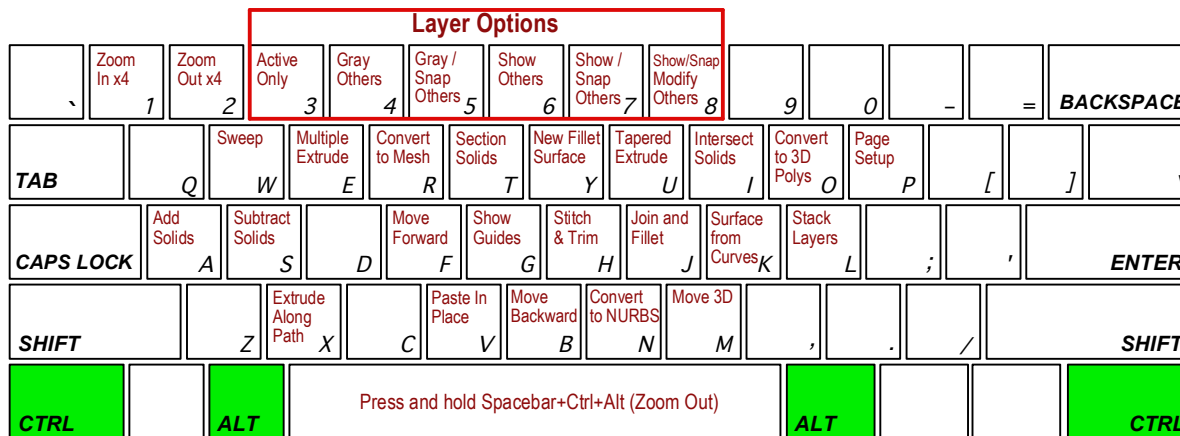 Layer Options
Zoom
In x4
Zoom
Out x4
Active
Only
Gray
Others
Gray /
Snap
Others
Show
Others
Show /
Snap
Others
Show/Snap
Modify
Others
` 1 2 3 4 5 6 7 8 9 0 - = BACKSPACE
Sweep
Multiple
Extrude
Convert
to Mesh
Section
Solids
New Fillet
Surface
Tapered
Extrude
Intersect
Solids
Convert
to 3D
Polys
Page
Setup
TAB Q W E R T Y U I O P [ ]
Add
Solids
Subtract
Solids
Move
Forward
Show
Guides
Stitch
& Trim
Join and
Fillet
Surface
from
Curves
Stack
Layers
CAPS LOCK A S D F G H J K L ; ' ENTER
Extrude
Along
Path
Paste In
Place
Move
Backward
Convert
to NURBS
Move 3D
SHIFT Z X C V B N M , . / SHIFT
Press and hold Spacebar+Ctrl+Alt (Zoom Out)
CTRL ALT ALT CTRL